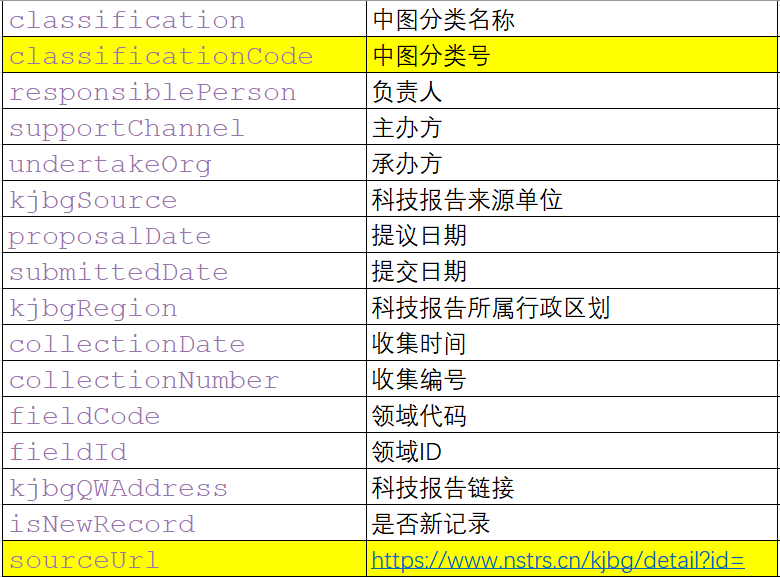 classification 中图分类名称
classificationCode 中图分类号
responsiblePerson 负责人
supportChannel 主办方
undertakeOrg 承办方
kjbgSource 科技报告来源单位
proposalDate 提议日期
submittedDate 提交日期
kjbgRegion 科技报告所属行政区划
collectionDate 收集时间
collectionNumber 收集编号
fieldCode 领域代码
fieldId 领域ID
kjbgQWAddress 科技报告链接
isNewRecord 是否新记录
sourceUrl https://www.nstrs.cn/kjbg/detail?id=